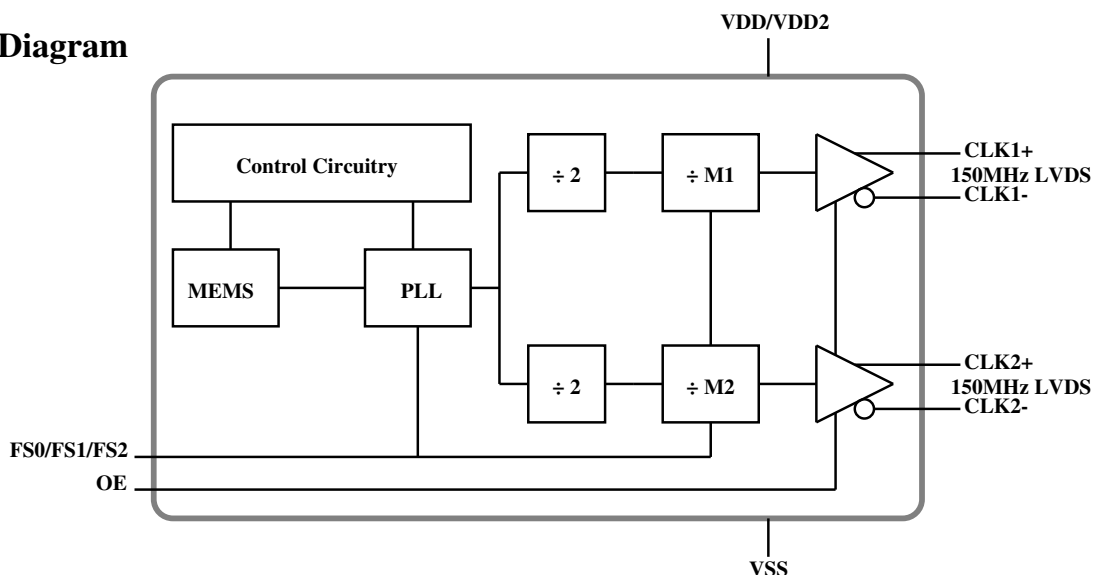 VDD/VDD2
Diagram
Control Circuitry
÷ 2
÷ M1
CLK1+
150MHz LVDS
CLK1-
MEMS
PLL
÷ 2
÷ M2
CLK2+
150MHz LVDS
CLK2-
FS0/FS1/FS2
OE
VSS